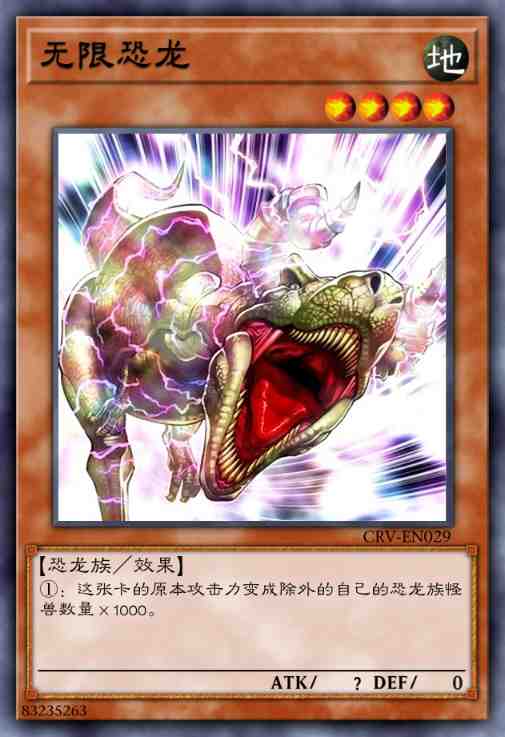 无限恐龙
地
CRV-EN029
【恐龙族／效果】
①：这张卡的原本攻击力变成除外的自己的恐龙族怪
兽数量×1000。
ATK/ ? DEF/ 0
83235263